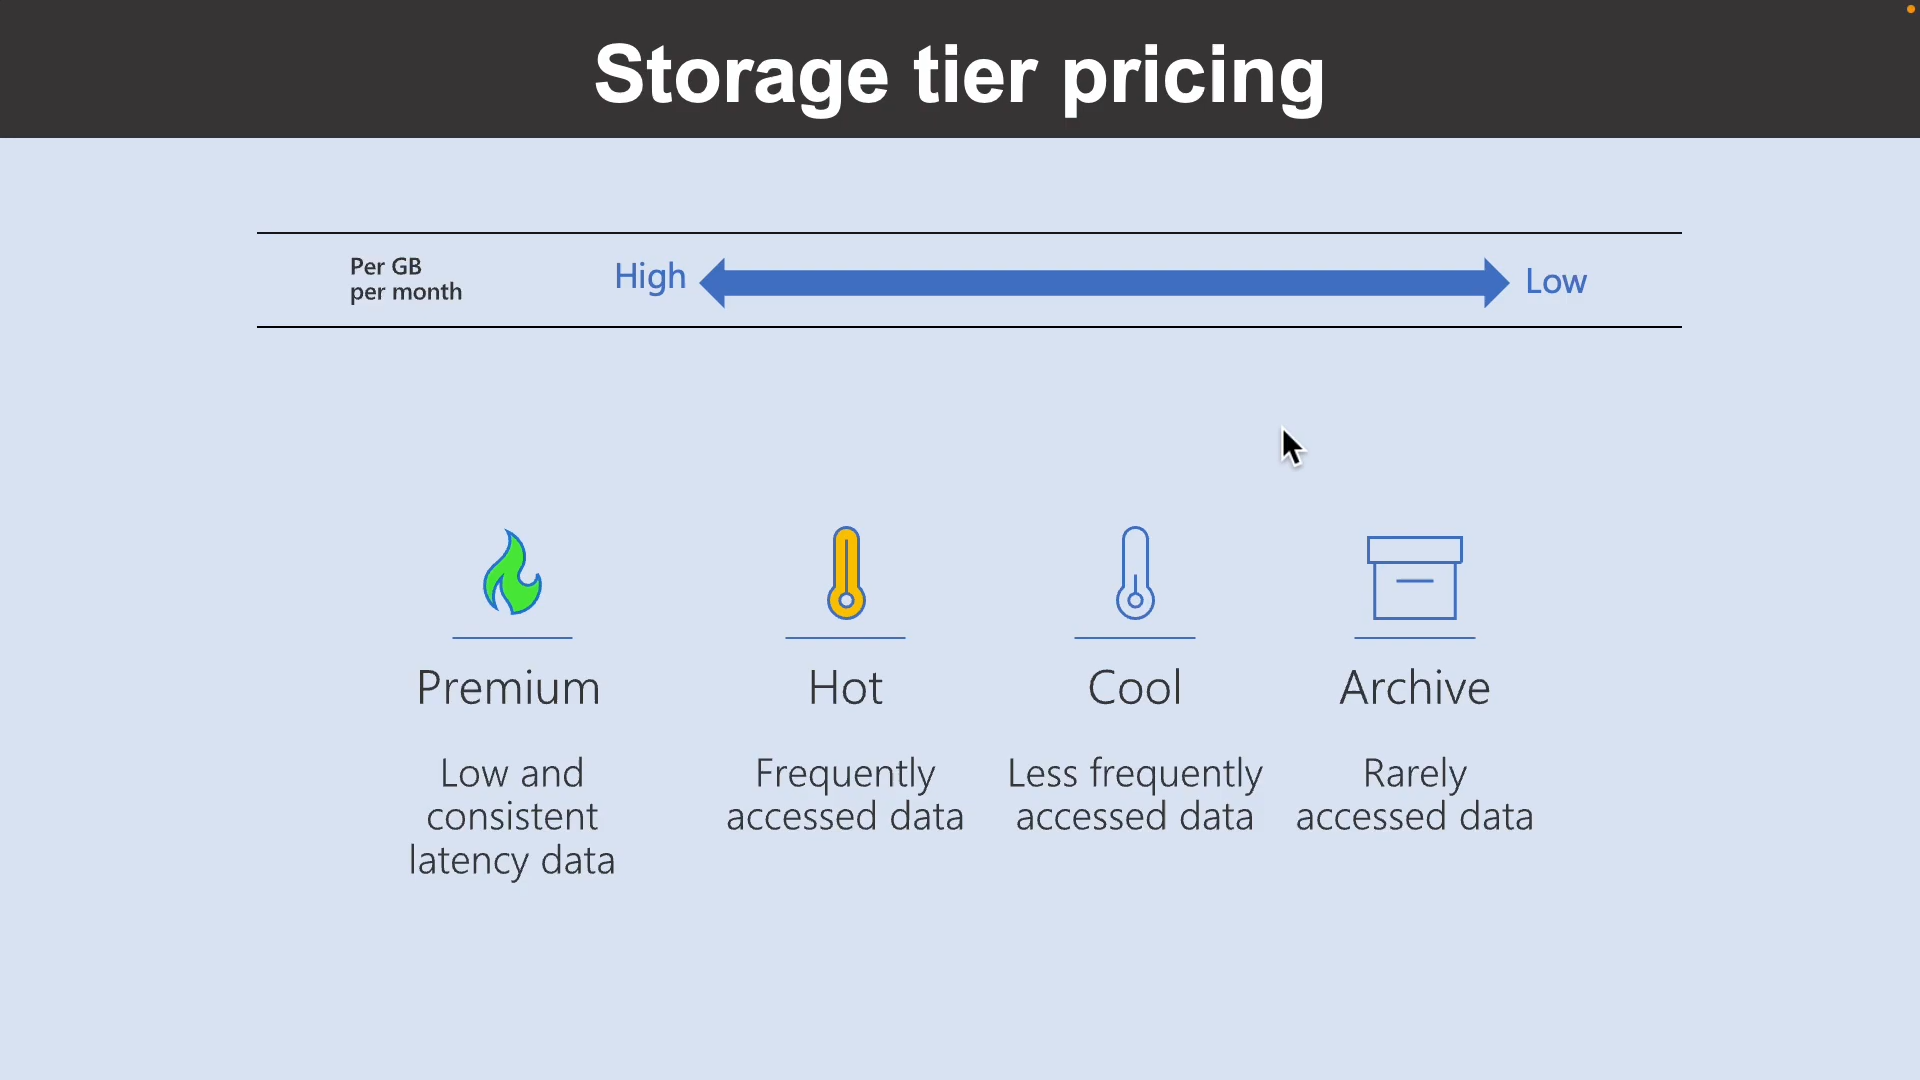 Storage tier pricing
Per GB
per month
High
Low
Premium
Hot
Cool
Archive
Low and
consistent
latency data
Frequently
accessed data
Less frequently
accessed data
Rarely
accessed data